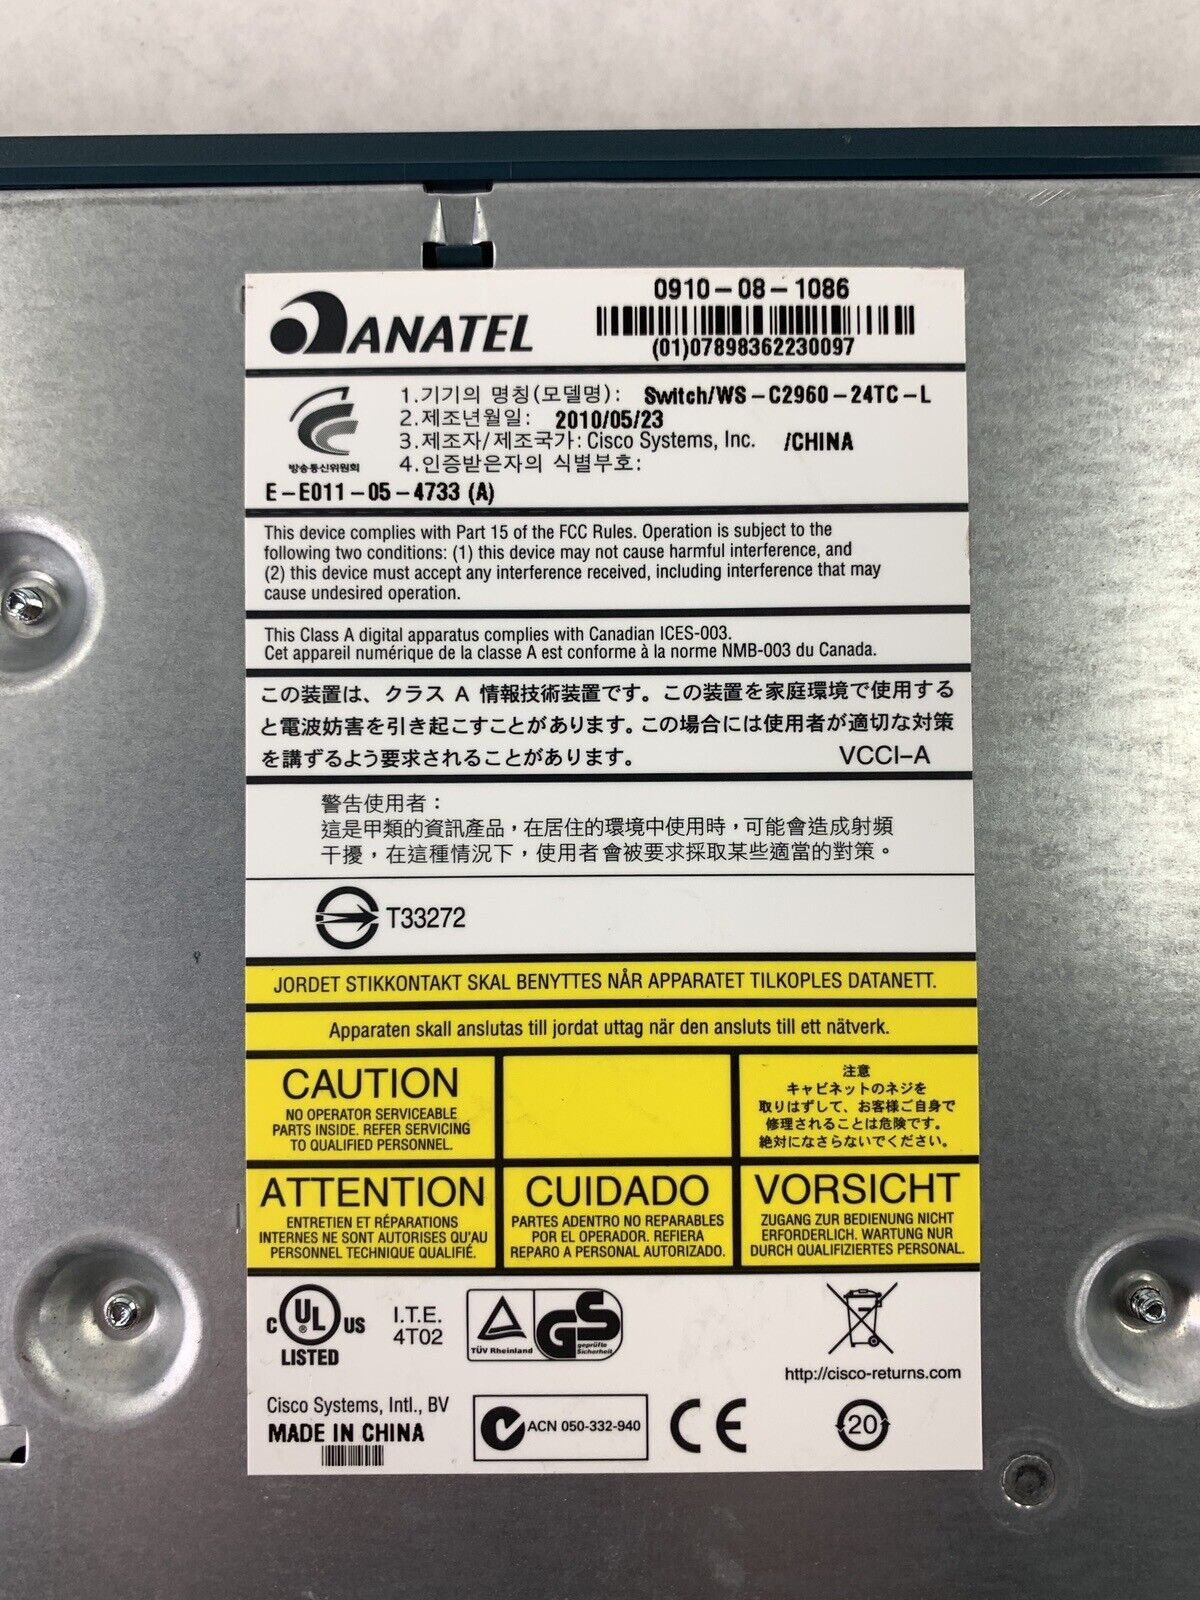 ANATEL
0910-08-1086
(01)07898362230097
1.기기의 명칭(모델명): Switch/WS-C2960-24TC-L
2.제조년월일: 2010/05/23
3.제조자/제조국가: Cisco Systems, Inc. /CHINA
4.인증받은자의 식별부호:
방송통신위원회
E-E011-05-4733 (A)
This device complies with Part 15 of the FCC Rules. Operation is subject to the
following two conditions: (1) this device may not cause harmful interference, and
(2) this device must accept any interference received, including interference that may
cause undesired operation.
This Class A digital apparatus complies with Canadian ICES-003.
Cet appareil numérique de la classe A est conforme à la norme NMB-003 du Canada.
この装置は、クラス A 情報技術装置です。この装置を家庭環境で使用する
と電波妨害を引き起こすことがあります。この場合には使用者が適切な対策
を講ずるよう要求されることがあります。 VCCI-A
警告使用者：
這是甲類的資訊產品，在居住的環境中使用時，可能會造成射頻
干擾，在這種情況下，使用者會被要求採取某些適當的對策。
T33272
JORDET STIKKONTAKT SKAL BENYTTES NÅR APPARATET TILKOPLES DATANETT.
Apparaten skall anslutas till jordat uttag när den ansluts till ett nätverk.
CAUTION
NO OPERATOR SERVICEABLE
PARTS INSIDE. REFER SERVICING
TO QUALIFIED PERSONNEL.
注意
キャビネットのネジを
取りはずして、お客様ご自身で
修理されることは危険です。
絶対になさらないでください。
ATTENTION
ENTRETIEN ET RÉPARATIONS
INTERNES NE SONT AUTORISES QU'AU
PERSONNEL TECHNIQUE QUALIFIÉ.
CUIDADO
PARTES ADENTRO NO REPARABLES
POR EL OPERADOR. REFIERA
REPARO A PERSONAL AUTORIZADO.
VORSICHT
ZUGANG ZUR BEDIENUNG NICHT
ERFORDERLICH. WARTUNG NUR
DURCH QUALIFIZIERTES PERSONAL.
C UL ® US
LISTED
I.T.E.
4T02
TÜV Rheinland
GS
geprüfte
Sicherheit
http://cisco-returns.com
Cisco Systems, Intl., BV
MADE IN CHINA
ACN 050-332-940
CE
20